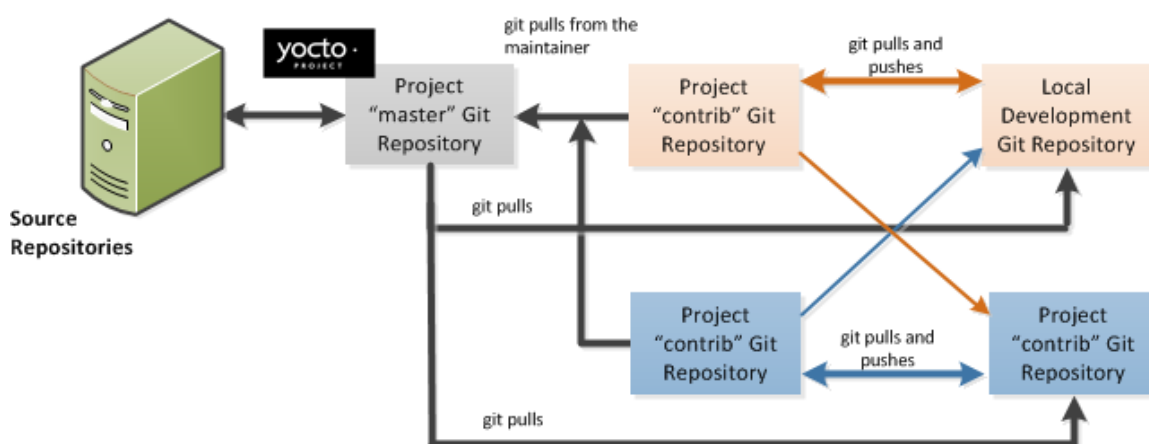 git pulls from the
maintainer
yocto ·
PROJECT
git pulls and
pushes
Project
“master” Git
Repository
Project
“contrib” Git
Repository
Local
Development
Git Repository
Source
Repositories
git pulls
Project
“contrib” Git
Repository
git pulls and
pushes
Project
“contrib” Git
Repository
git pulls